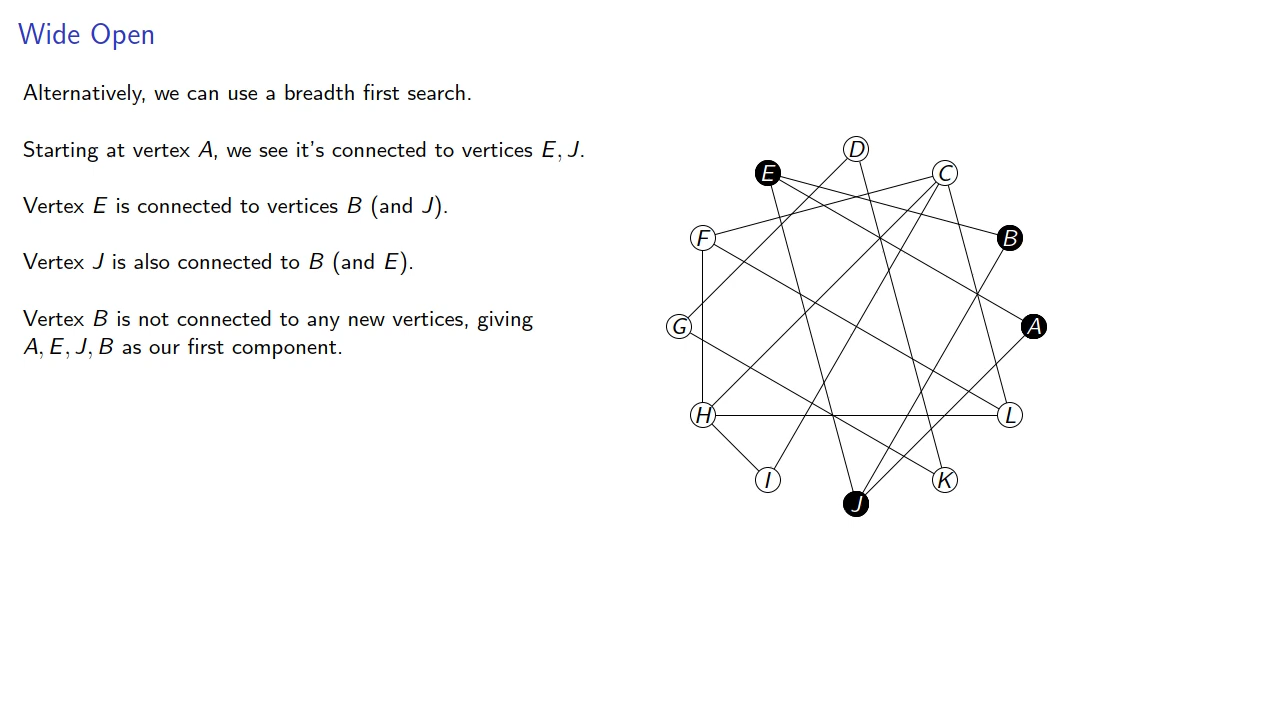 Wide Open
Alternatively, we can use a breadth first search.
Starting at vertex A, we see it's connected to vertices E, J.
Vertex E is connected to vertices B (and J).
Vertex J is also connected to B (and E).
Vertex B is not connected to any new vertices, giving
A, E, J, B as our first component.
D
E
C
F
B
G
A
H
L
I
K
J